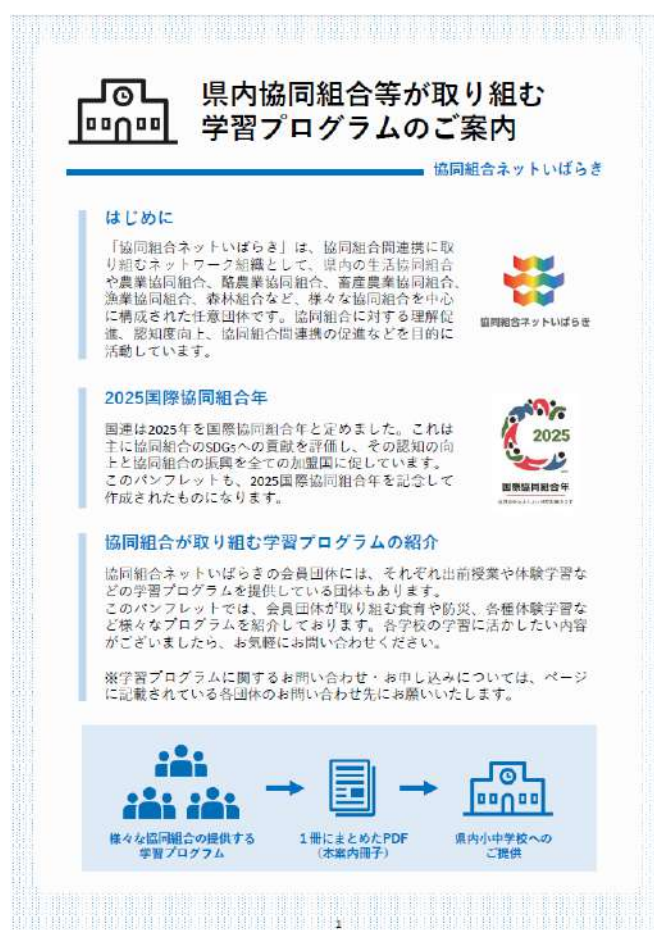 県内協同組合等が取り組む
学習プログラムのご案内
協同組合ネットいばらき
はじめに
「協同組合ネットいばらき」は、協同組合間連携に取
り組むネットワーク組織として、県内の生活協同組合
や農業協同組合、酪農業協同組合、畜産農業協同組合、
漁業協同組合、森林組合など、様々な協同組合を中心
に構成された任意団体です。協同組合に対する理解促
進、認知度向上、協同組合間連携の促進などを目的に
活動しています。
協同組合ネットいばらき
2025国際協同組合年
国連は2025年を国際協同組合年と定めました。これは
主に協同組合のSDGsへの貢献を評価し、その認知の向
上と協同組合の振興を全ての加盟国に促しています。
このパンフレットも、2025国際協同組合年を記念して
作成されたものになります。
2025
国際協同組合年
協同組合が取り組む学習プログラムの紹介
協同組合ネットいばらきの会員団体には、それぞれ出前授業や体験学習な
どの学習プログラムを提供している団体もあります。
このパンフレットでは、会員団体が取り組む食育や防災、各種体験学習な
ど様々なプログラムを紹介しております。各学校の学習に活かしたい内容
がございましたら、お気軽にお問い合わせください。
※学習プログラムに関するお問い合わせ・お申し込みについては、ページ
に記載されている各団体のお問い合わせ先にお願いいたします。
様々な協同組合の提供する
学習プログラム
１冊にまとめたPDF
（本案内冊子）
県内小中学校への
ご提供
1